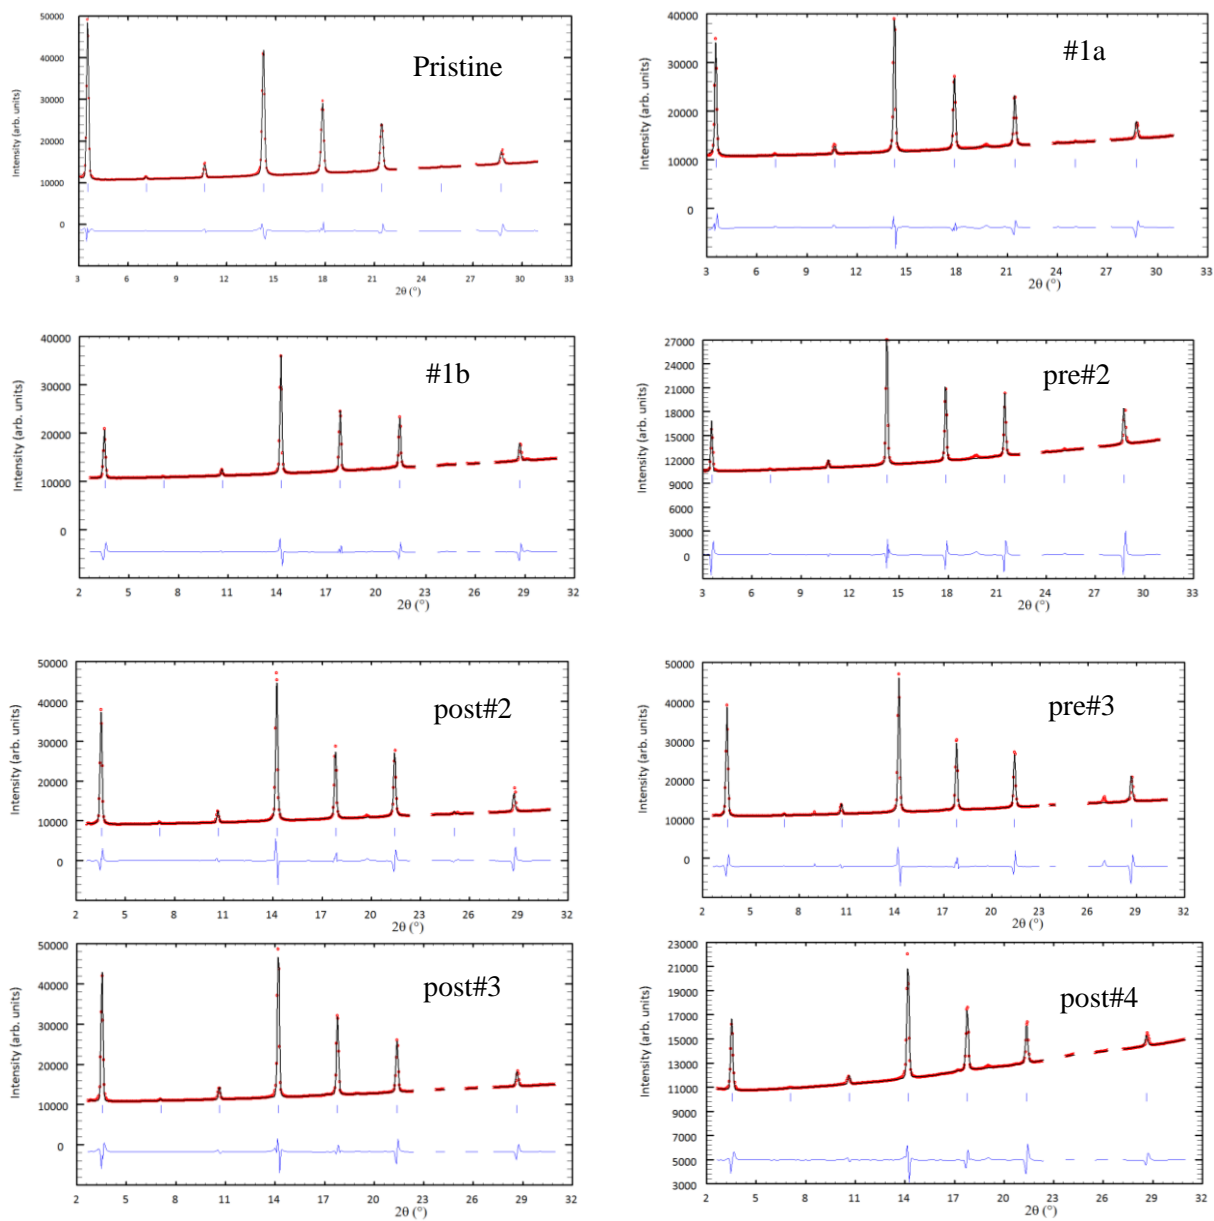 Pristine
Intensity (arb. units)
50000
40000
30000
20000
10000
0
3 6 9 12 15 18 21 24 27 30 33
2θ (°)
#1a
Intensity (arb. units)
40000
30000
20000
10000
0
3 6 9 12 15 18 21 24 27 30 33
2θ (°)
#1b
Intensity (arb. units)
40000
30000
20000
10000
0
2 5 8 11 14 17 20 23 26 29 32
2θ (°)
pre#2
Intensity (arb. units)
27000
24000
21000
18000
15000
12000
9000
6000
3000
0
3 6 9 12 15 18 21 24 27 30 33
2θ (°)
post#2
Intensity (arb. units)
50000
40000
30000
20000
10000
0
2 5 8 11 14 17 20 23 26 29 32
2θ (°)
pre#3
Intensity (arb. units)
50000
40000
30000
20000
10000
0
2 5 8 11 14 17 20 23 26 29 32
2θ (°)
post#3
Intensity (arb. units)
50000
40000
30000
20000
10000
0
2 5 8 11 14 17 20 23 26 29 32
2θ (°)
post#4
Intensity (arb. units)
23000
21000
19000
17000
15000
13000
11000
9000
7000
5000
3000
2 5 8 11 14 17 20 23 26 29 32
2θ (°)